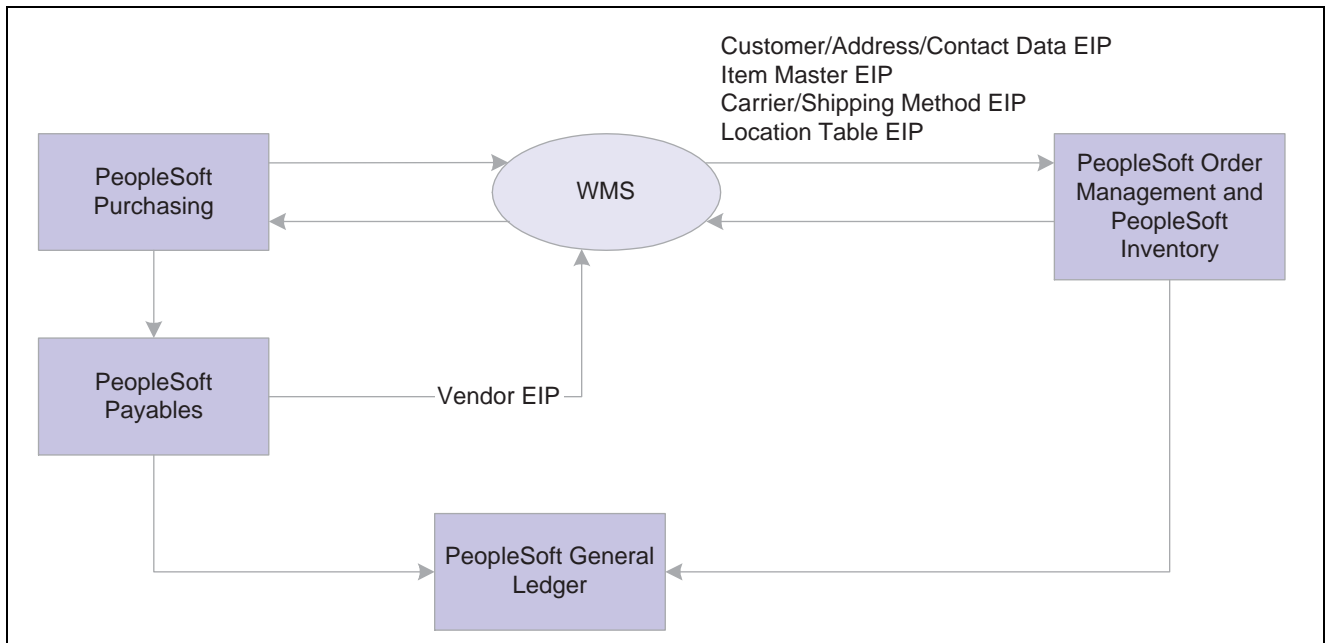 Customer/Address/Contact Data EIP
Item Master EIP
Carrier/Shipping Method EIP
Location Table EIP
PeopleSoft
Purchasing
WMS
PeopleSoft Order
Management and
PeopleSoft
Inventory
PeopleSoft
Payables
Vendor EIP
PeopleSoft General
Ledger